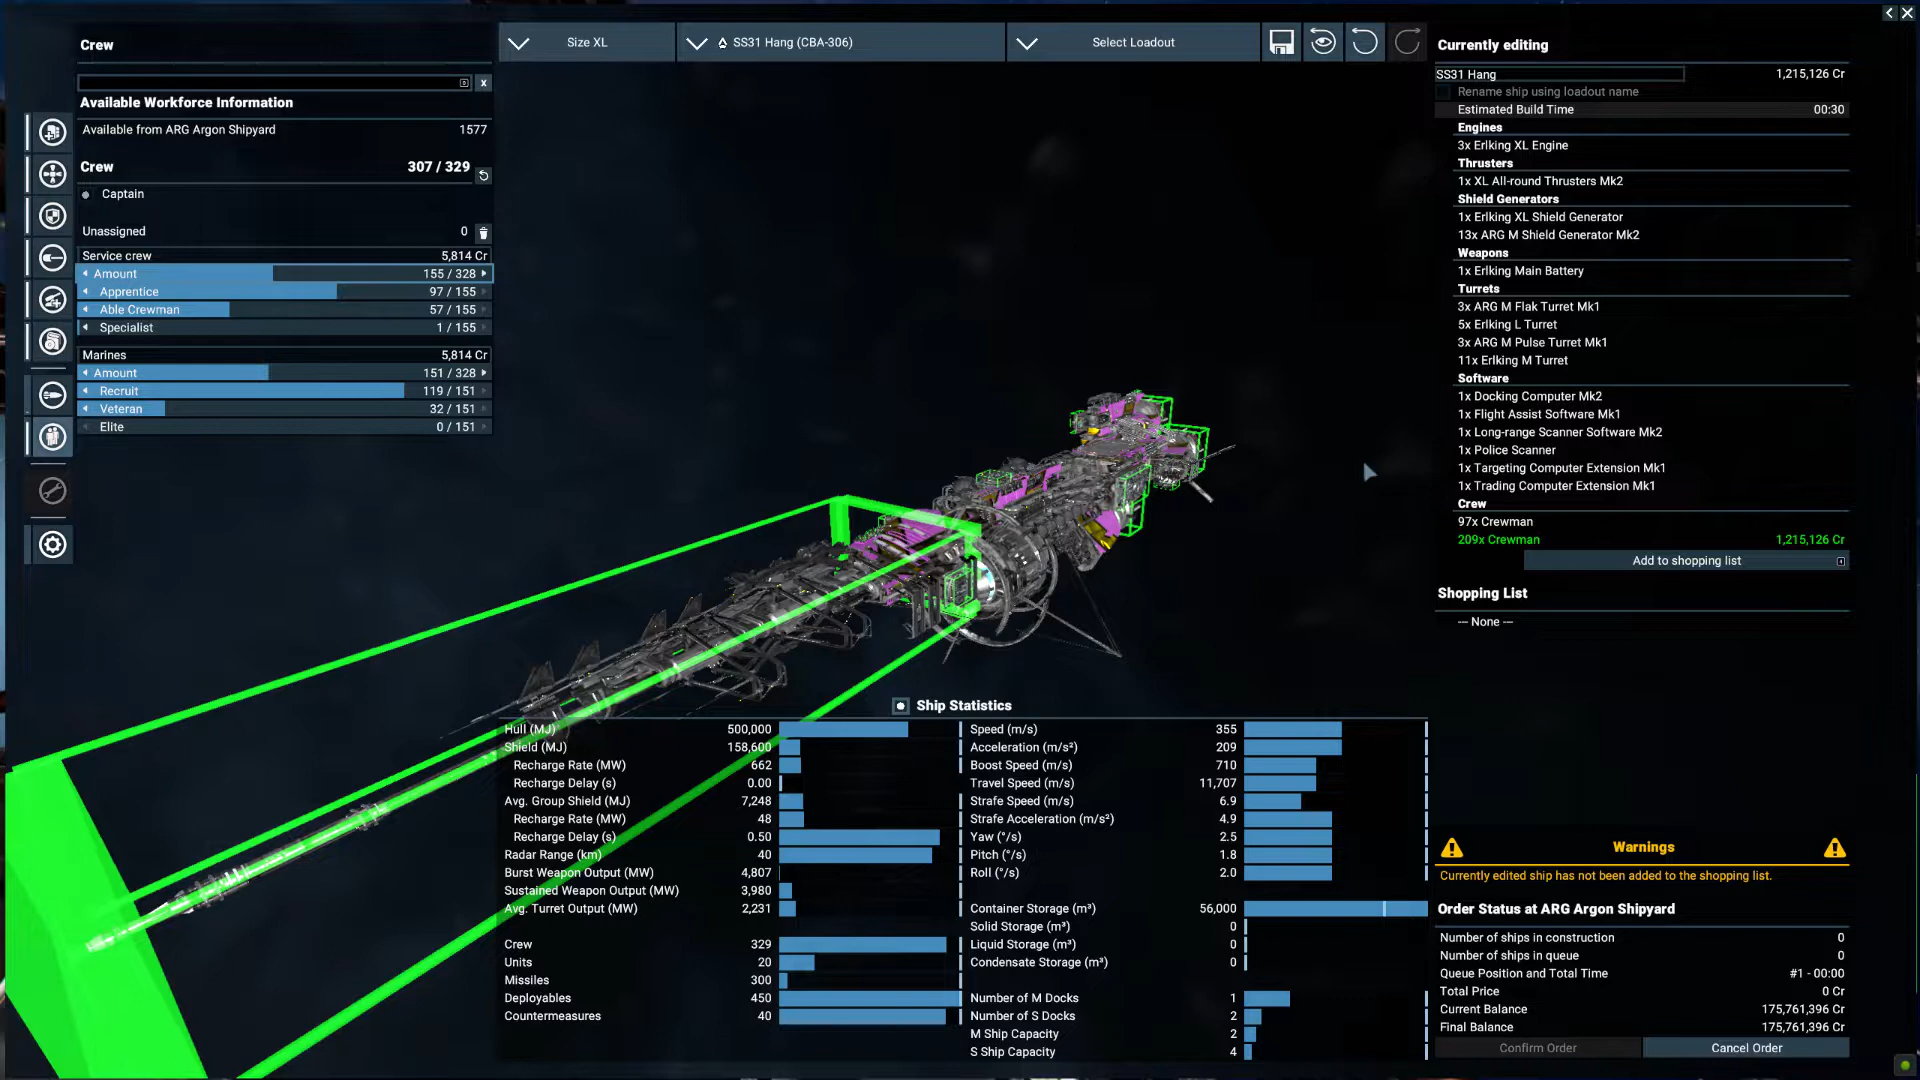 Crew
x
Available Workforce Information
Available from ARG Argon Shipyard 1577
Crew 307 / 329
Captain
Unassigned 0
Service crew 5,814 Cr
Amount 155 / 328
Apprentice 97 / 155
Able Crewman 57 / 155
Specialist 1 / 155
Marines 5,814 Cr
Amount 151 / 328
Recruit 119 / 151
Veteran 32 / 151
Elite 0 / 151
Size XL
SS31 Hang (CBA-306)
Select Loadout
Ship Statistics
Hull (MJ) 500,000
Shield (MJ) 158,600
Recharge Rate (MW) 662
Recharge Delay (s) 0.00
Avg. Group Shield (MJ) 7,248
Recharge Rate (MW) 48
Recharge Delay (s) 0.50
Radar Range (km) 40
Burst Weapon Output (MW) 4,807
Sustained Weapon Output (MW) 3,980
Avg. Turret Output (MW) 2,231
Crew 329
Units 20
Missiles 300
Deployables 450
Countermeasures 40
Speed (m/s) 355
Acceleration (m/s²) 209
Boost Speed (m/s) 710
Travel Speed (m/s) 11,707
Strafe Speed (m/s) 6.9
Strafe Acceleration (m/s²) 4.9
Yaw (°/s) 2.5
Pitch (°/s) 1.8
Roll (°/s) 2.0
Container Storage (m³) 56,000
Solid Storage (m³) 0
Liquid Storage (m³) 0
Condensate Storage (m³) 0
Number of M Docks 1
Number of S Docks 2
M Ship Capacity 2
S Ship Capacity 4
Currently editing
SS31 Hang 1,215,126 Cr
Rename ship using loadout name
Estimated Build Time 00:30
Engines
3x Erlking XL Engine
Thrusters
1x XL All-round Thrusters Mk2
Shield Generators
1x Erlking XL Shield Generator
13x ARG M Shield Generator Mk2
Weapons
1x Erlking Main Battery
Turrets
3x ARG M Flak Turret Mk1
5x Erlking L Turret
3x ARG M Pulse Turret Mk1
11x Erlking M Turret
Software
1x Docking Computer Mk2
1x Flight Assist Software Mk1
1x Long-range Scanner Software Mk2
1x Police Scanner
1x Targeting Computer Extension Mk1
1x Trading Computer Extension Mk1
Crew
97x Crewman
209x Crewman 1,215,126 Cr
Add to shopping list
Shopping List
--- None ---
Warnings
Currently edited ship has not been added to the shopping list.
Order Status at ARG Argon Shipyard
Number of ships in construction 0
Number of ships in queue 0
Queue Position and Total Time #1 - 00:00
Total Price 0 Cr
Current Balance 175,761,396 Cr
Final Balance 175,761,396 Cr
Confirm Order
Cancel Order